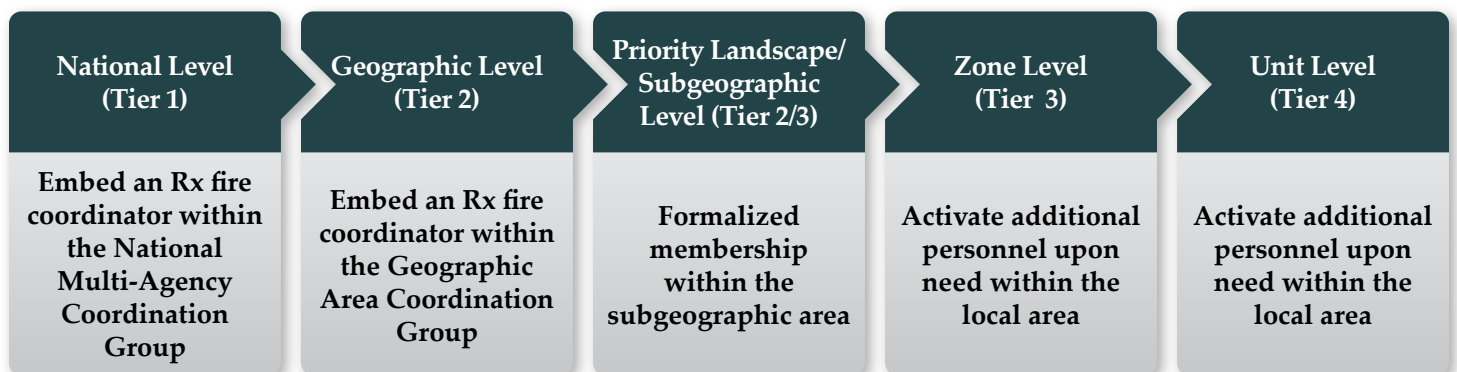 National Level
(Tier 1)
Embed an Rx fire
coordinator within
the National
Multi-Agency
Coordination
Group
Geographic Level
(Tier 2)
Embed an Rx fire
coordinator within
the Geographic
Area Coordination
Group
Priority Landscape/
Subgeographic
Level (Tier 2/3)
Formalized
membership
within the
subgeographic area
Zone Level
(Tier 3)
Activate additional
personnel upon
need within the
local area
Unit Level
(Tier 4)
Activate additional
personnel upon
need within the
local area